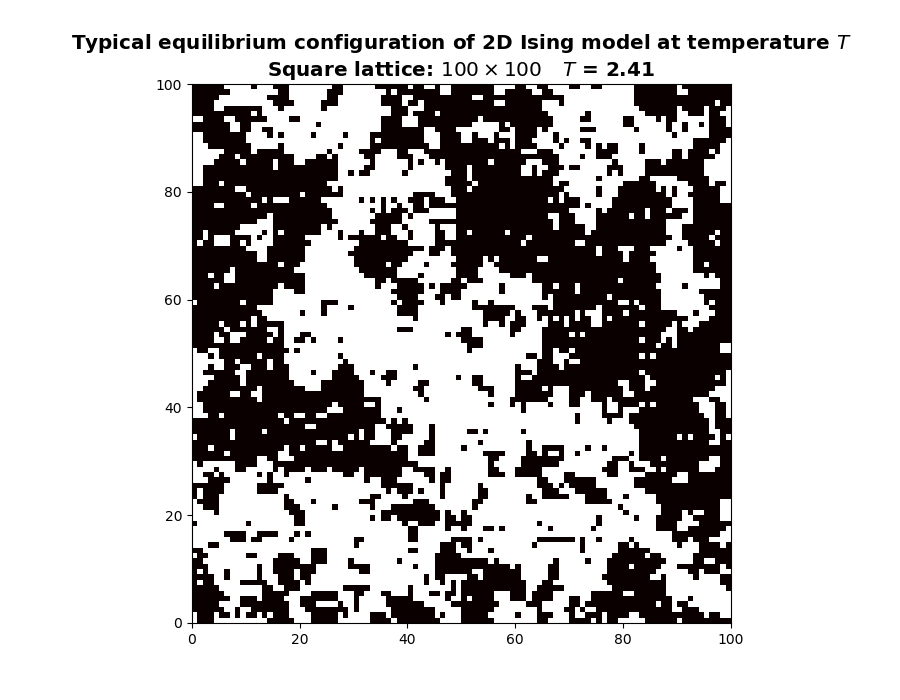 Typical equilibrium configuration of 2D Ising model at temperature T
Square lattice: 100 × 100 T = 2.41
100
80
60
40
20
0
0 20 40 60 80 100